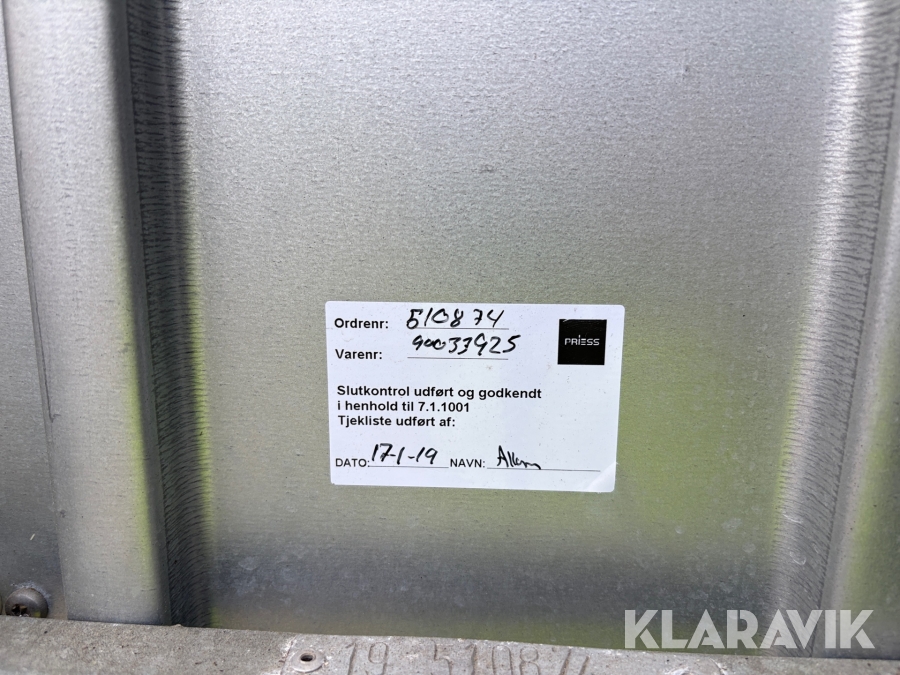 Ordrenr: 510874
Varenr: 90033925
PRIESS
Slutkontrol udført og godkendt
i henhold til 7.1.1001
Tjekliste udført af:
DATO: 17-1-19 NAVN:
KLARAVIK
19 510874